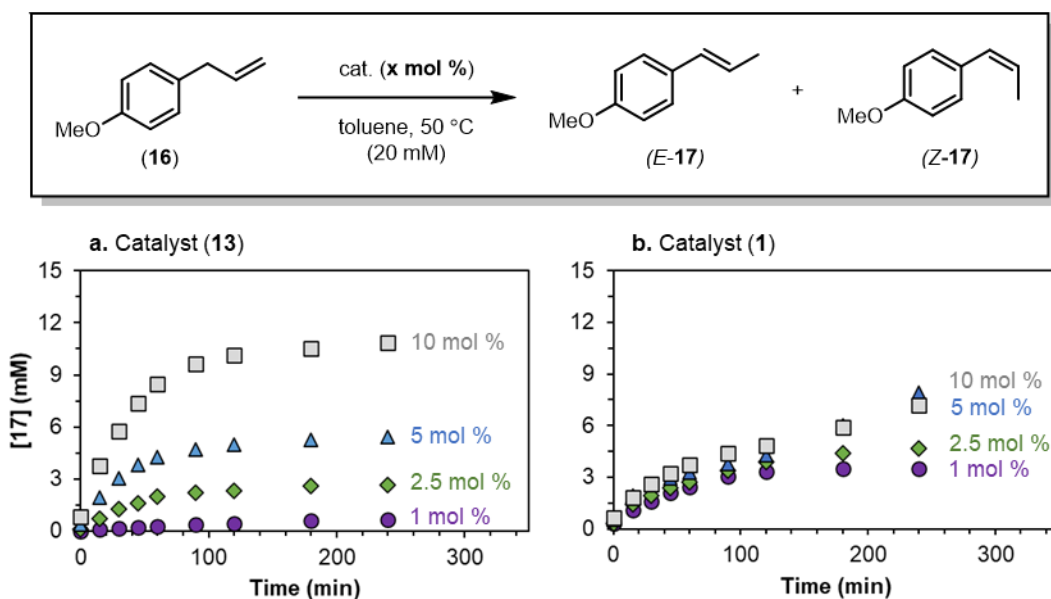 MeO
(16)
cat. (x mol %)
toluene, 50 °C
(20 mM)
MeO
(E-17)
+
MeO
(Z-17)
a. Catalyst (13)
[17] (mM)
15
12
9
6
3
0
10 mol %
5 mol %
2.5 mol %
1 mol %
0
100
200
300
Time (min)
b. Catalyst (1)
15
12
9
6
3
0
10 mol %
5 mol %
2.5 mol %
1 mol %
0
100
200
300
Time (min)